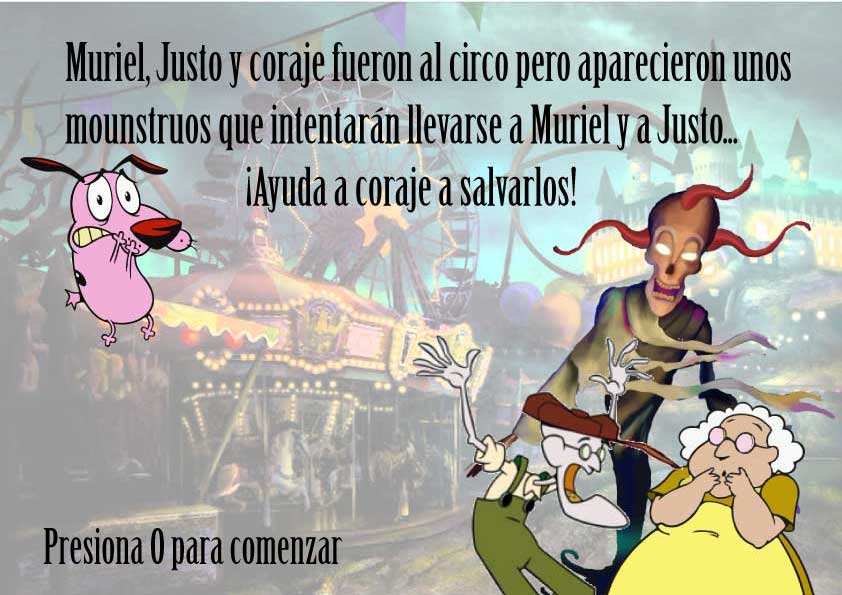 Muriel, Justo y coraje fueron al circo pero aparecieron unos
mounstruos que intentarán llevarse a Muriel y a Justo...
¡Ayuda a coraje a salvarlos!
Presiona 0 para comenzar